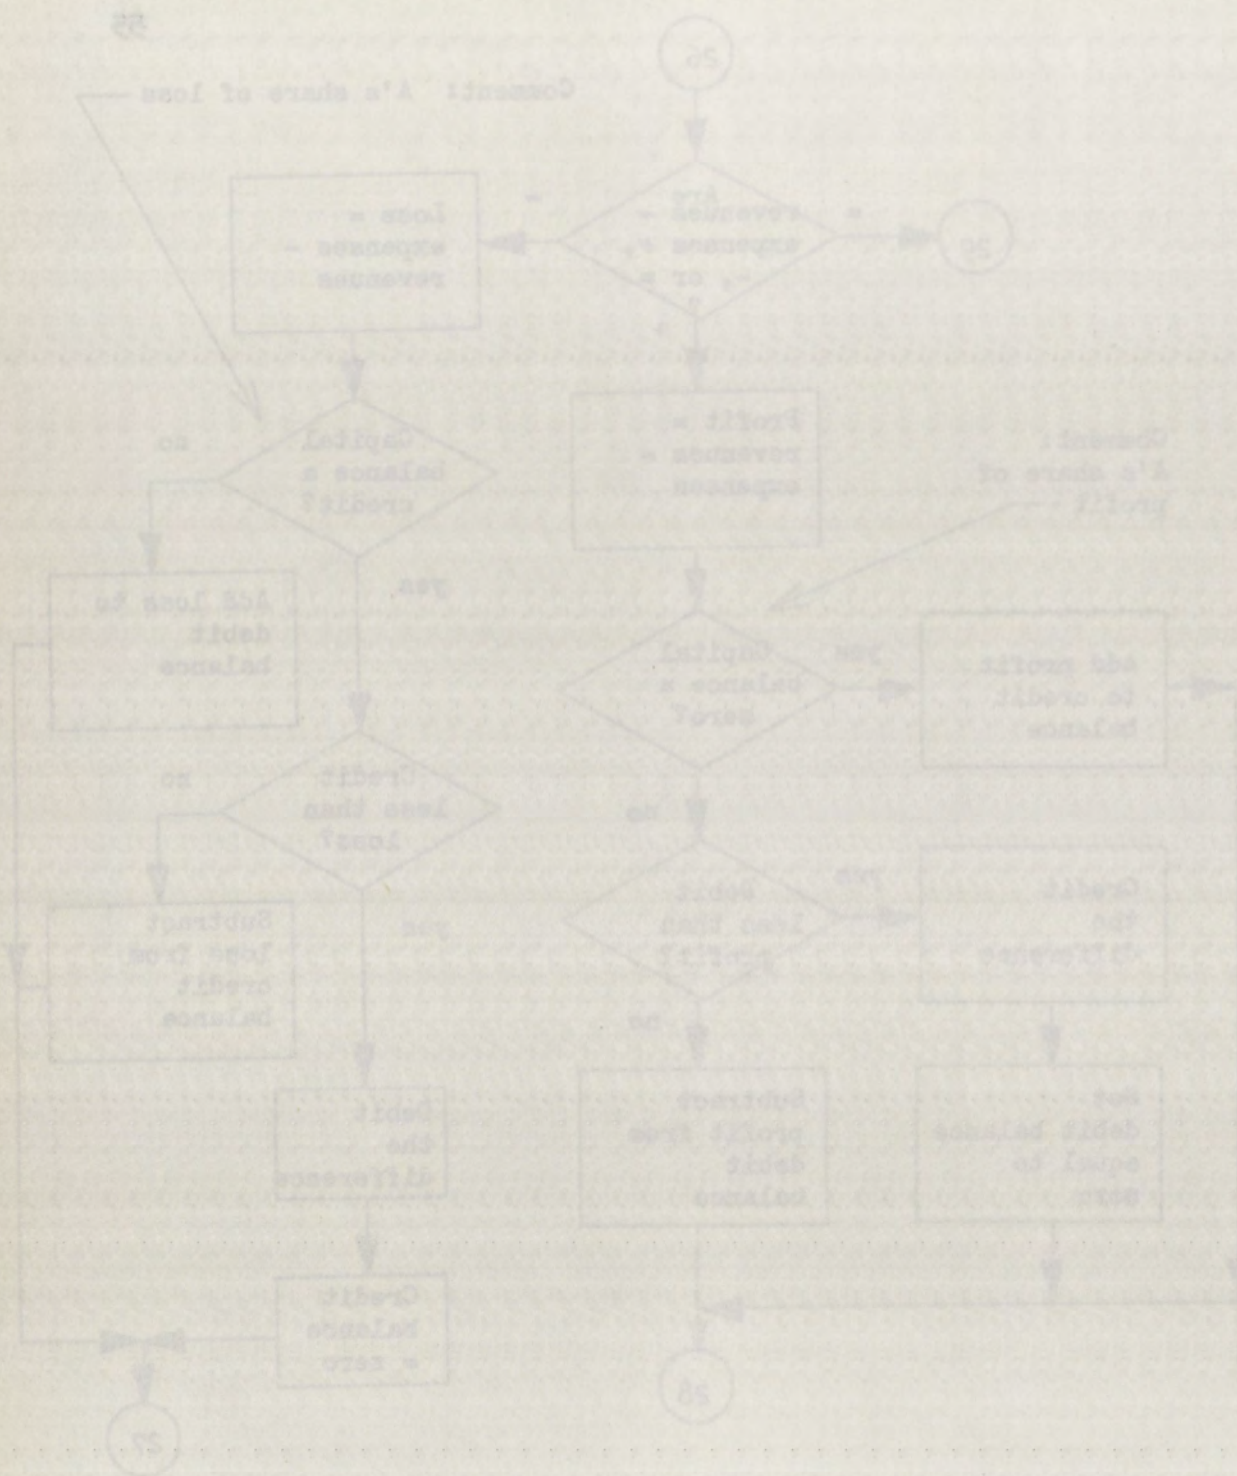 55
26
Comment: A's share of loss
Are
revenues -
expenses +,
-, or =
?
-
=
Loss =
expenses -
revenues
Profit =
revenues -
expenses
Comment:
A's share of
profit
Capital
balance a
credit?
no
yes
Add loss to
debit
balance
Capital
balance =
zero?
yes
Add profit
to credit
balance
no
Credit
less than
loss?
no
yes
Debit
less than
profit?
yes
Credit
the
difference
no
Subtract
loss from
credit
balance
Debit
the
difference
Subtract
profit from
debit
balance
Set
debit balance
equal to
zero
Credit
balance
= zero
28
27